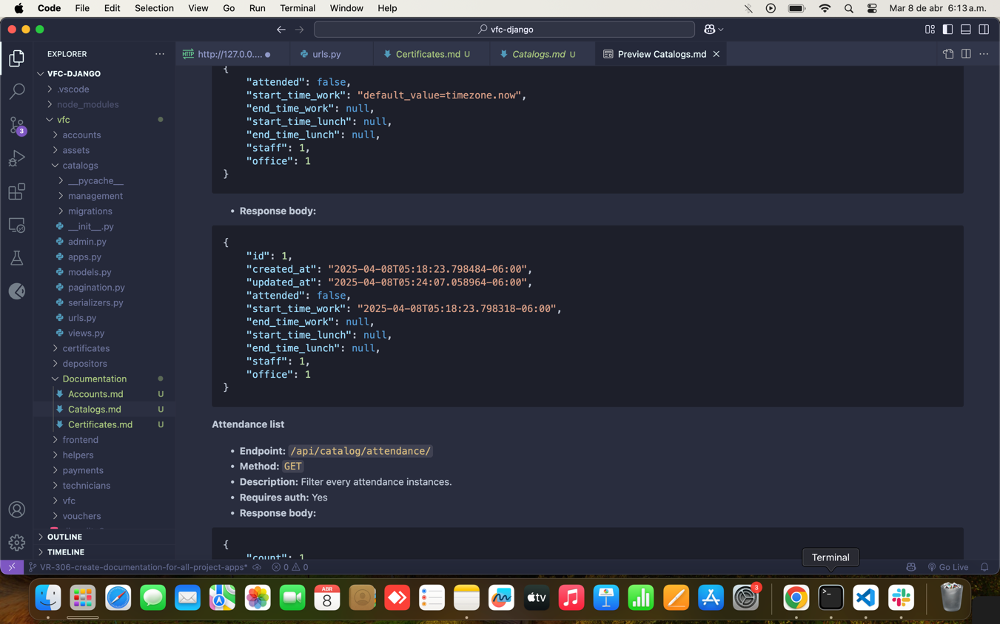 Code File Edit Selection View Go Run Terminal Window Help Mar 8 de abr 6:13 a.m.
vfc-django
EXPLORER
HTTP http://127.0.0.... urls.py Certificates.md U Catalogs.md U Preview Catalogs.md
VFC-DJANGO
.vscode
node_modules
vfc
accounts
assets
catalogs
__pycache__
management
migrations
__init__.py
admin.py
apps.py
models.py
pagination.py
serializers.py
urls.py
views.py
certificates
depositors
Documentation
Accounts.md U
Catalogs.md U
Certificates.md U
frontend
helpers
payments
technicians
vfc
vouchers
OUTLINE
TIMELINE
3
{
"attended": false,
"start_time_work": "default_value=timezone.now",
"end_time_work": null,
"start_time_lunch": null,
"end_time_lunch": null,
"staff": 1,
"office": 1
}
• Response body:
{
"id": 1,
"created_at": "2025-04-08T05:18:23.798484-06:00",
"updated_at": "2025-04-08T05:24:07.058964-06:00",
"attended": false,
"start_time_work": "2025-04-08T05:18:23.798318-06:00",
"end_time_work": null,
"start_time_lunch": null,
"end_time_lunch": null,
"staff": 1,
"office": 1
}
Attendance list
• Endpoint: /api/catalog/attendance/
• Method: GET
• Description: Filter every attendance instances.
• Requires auth: Yes
• Response body:
{
"count": 1
Terminal
VR-306-create-documentation-for-all-project-apps* 0 0 Go Live
ABR
8
tv
3
>_